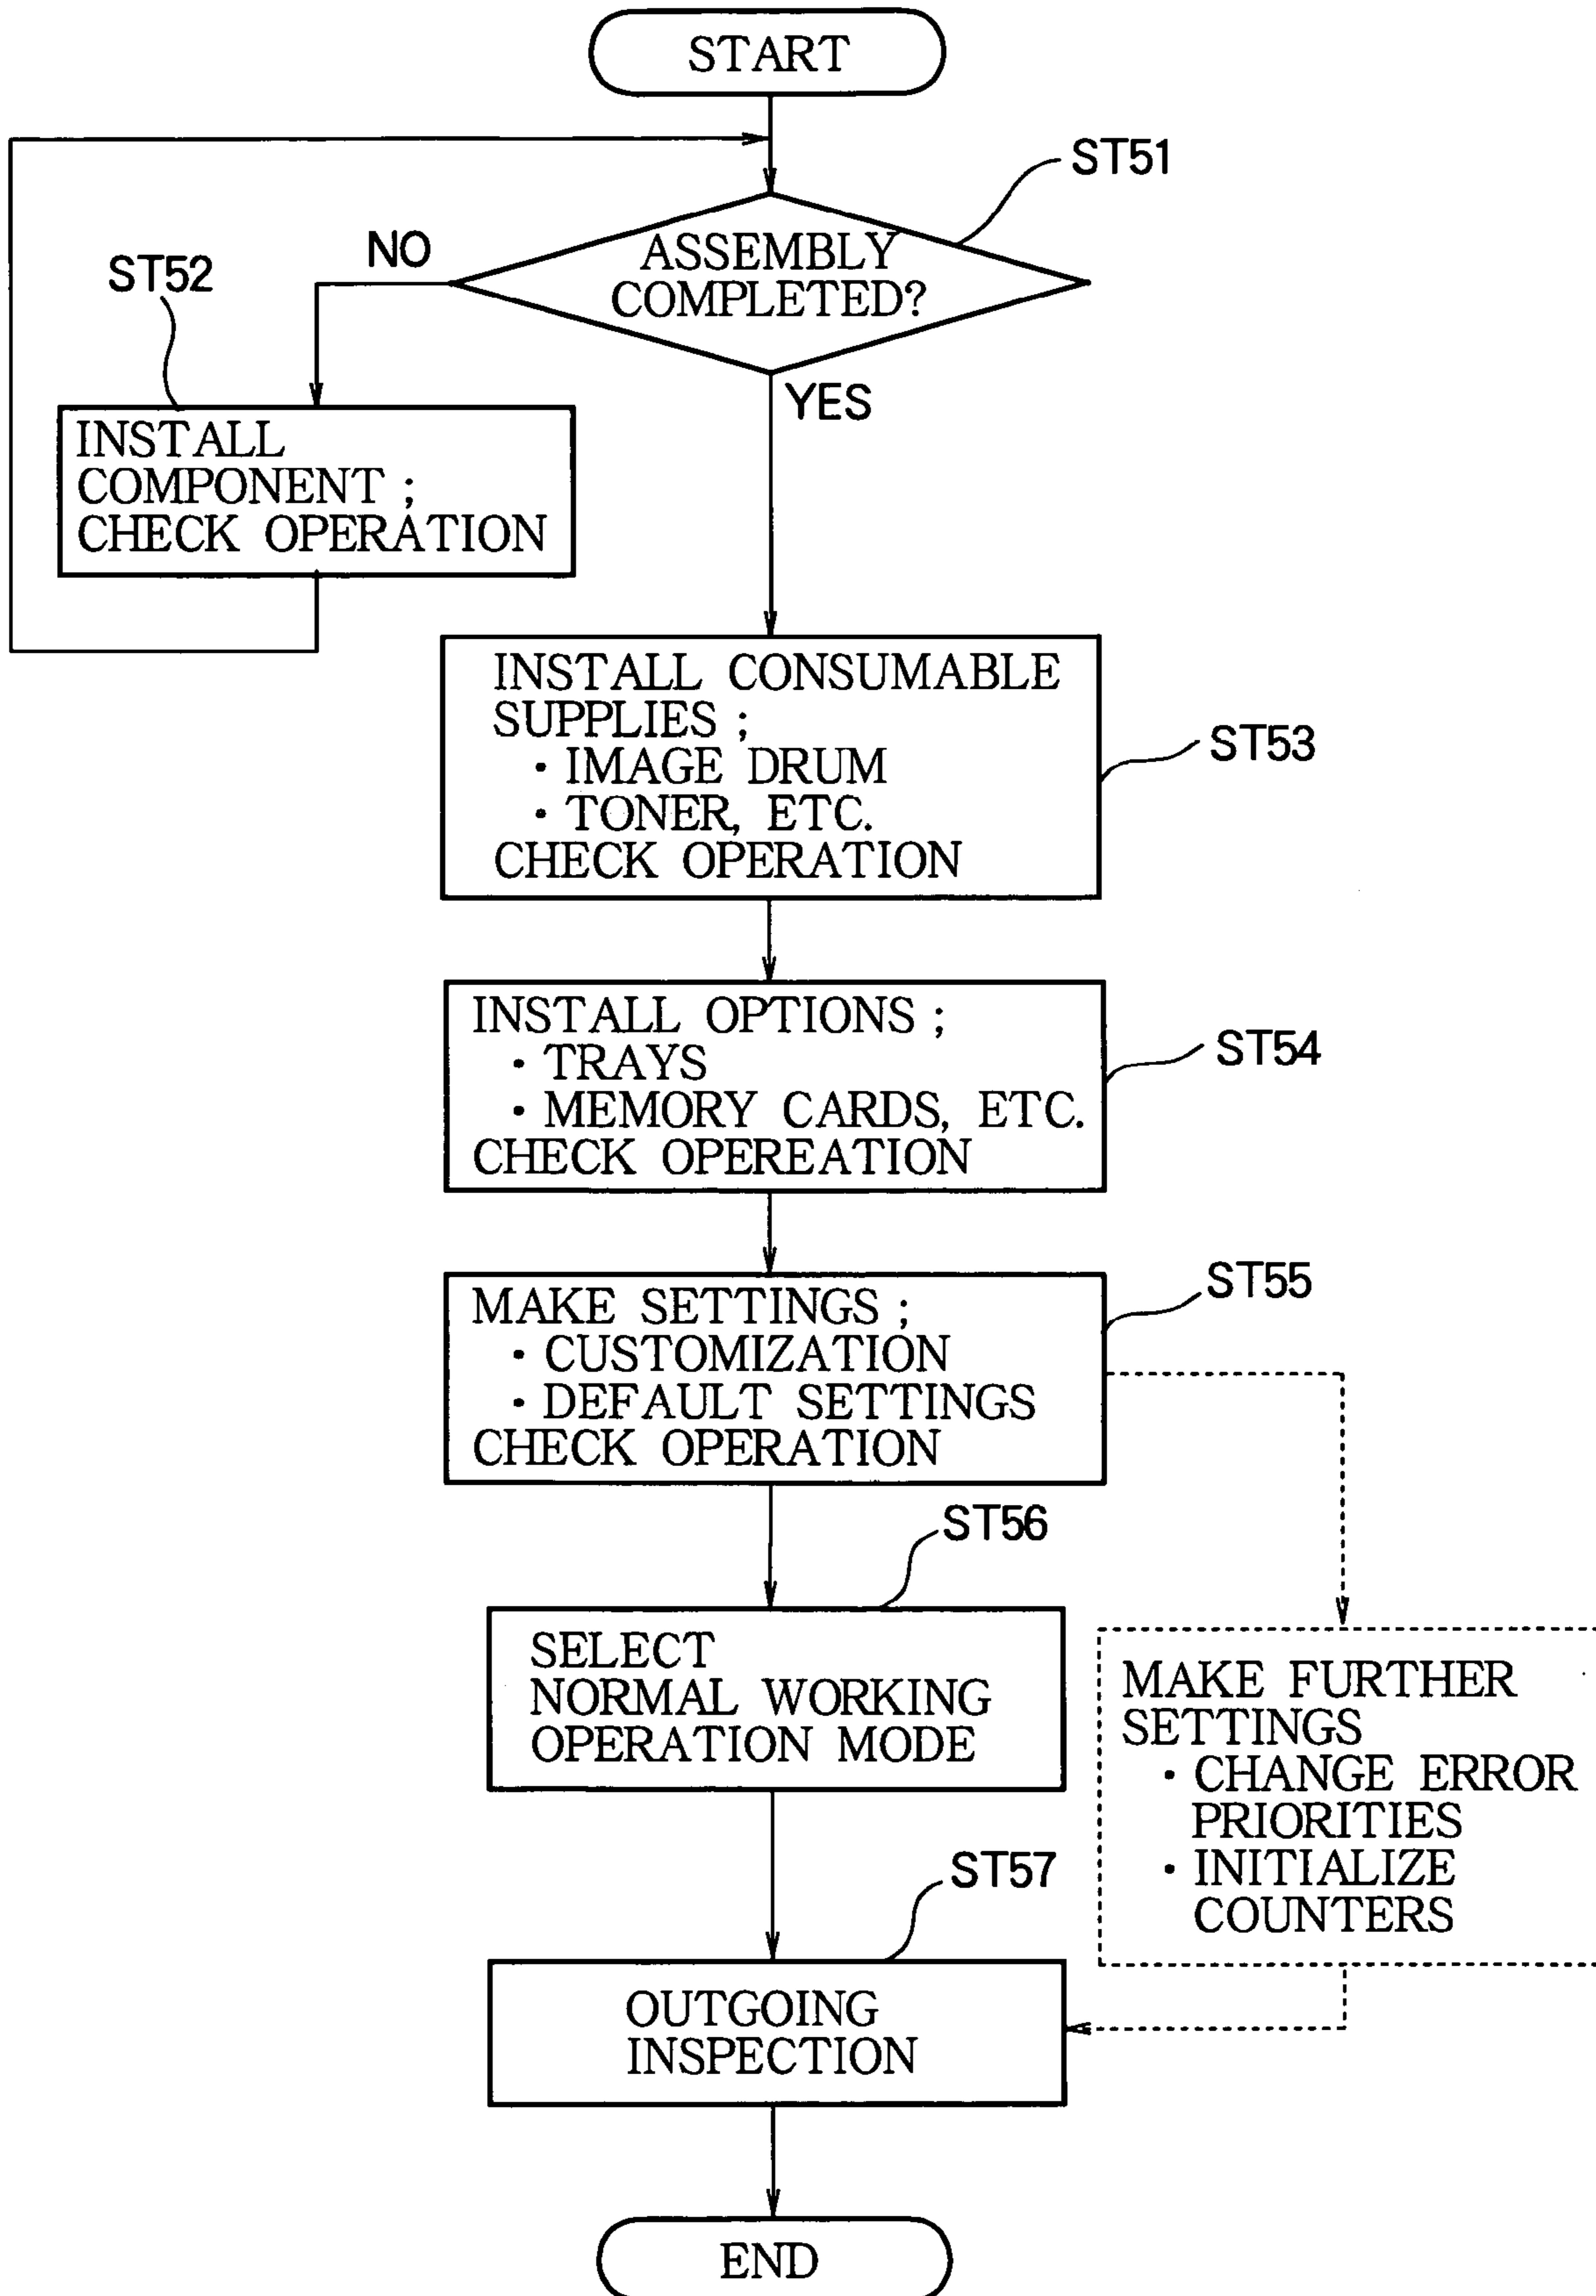 START
ST51
ASSEMBLY
COMPLETED?
NO
ST52
YES
INSTALL
COMPONENT ;
CHECK OPERATION
INSTALL CONSUMABLE
SUPPLIES ;
· IMAGE DRUM
· TONER, ETC.
CHECK OPERATION
ST53
INSTALL OPTIONS ;
· TRAYS
· MEMORY CARDS, ETC.
CHECK OPEREATION
ST54
MAKE SETTINGS ;
· CUSTOMIZATION
· DEFAULT SETTINGS
CHECK OPERATION
ST55
ST56
SELECT
NORMAL WORKING
OPERATION MODE
MAKE FURTHER
SETTINGS
· CHANGE ERROR
PRIORITIES
· INITIALIZE
COUNTERS
ST57
OUTGOING
INSPECTION
END